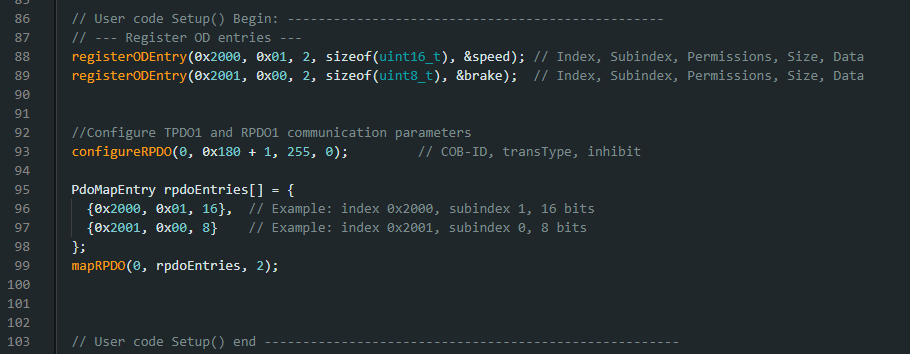 86 // User code Setup() Begin: -------------------------------------------------
87 // --- Register OD entries ---
88 registerODEntry(0x2000, 0x01, 2, sizeof(uint16_t), &speed); // Index, Subindex, Permissions, Size, Data
89 registerODEntry(0x2001, 0x00, 2, sizeof(uint8_t), &brake);  // Index, Subindex, Permissions, Size, Data
90
91
92 //Configure TPDO1 and RPDO1 communication parameters
93 configureRPDO(0, 0x180 + 1, 255, 0);         // COB-ID, transType, inhibit
94
95 PdoMapEntry rpdoEntries[] = {
96   {0x2000, 0x01, 16},  // Example: index 0x2000, subindex 1, 16 bits
97   {0x2001, 0x00, 8}    // Example: index 0x2001, subindex 0, 8 bits
98 };
99 mapRPDO(0, rpdoEntries, 2);
100
101
102
103 // User code Setup() end ------------------------------------------------------